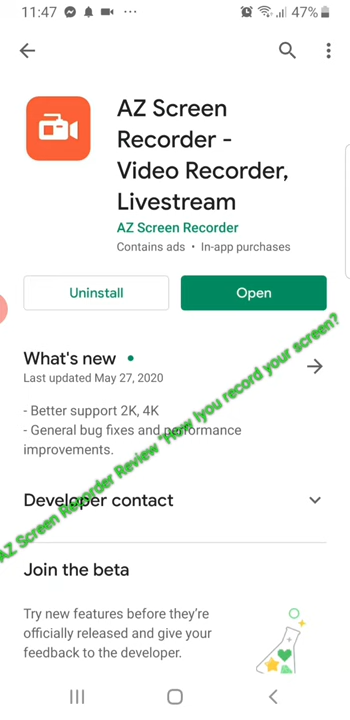 11:47
47%
AZ Screen
Recorder -
Video Recorder,
Livestream
AZ Screen Recorder
Contains ads • In-app purchases
Uninstall
Open
What's new •
Last updated May 27, 2020
- Better support 2K, 4K
- General bug fixes and performance
improvements.
AZ Screen Recorder Review "How lyou record your screen?
Developer contact
Join the beta
Try new features before they're
officially released and give your
feedback to the developer.